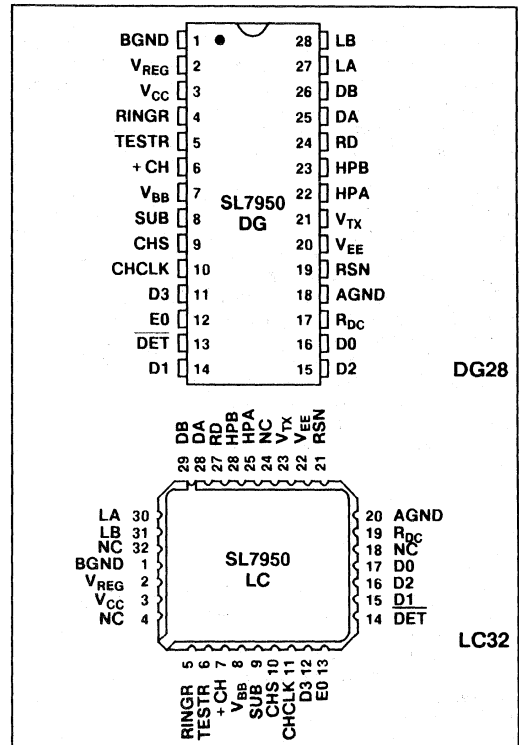 BGND 1 28 LB
VREG 2 27 LA
VCC 3 26 DB
RINGR 4 25 DA
TESTR 5 24 RD
+ CH 6 23 HPB
VBB 7 22 HPA
SL7950
DG
SUB 8 21 VTX
CHS 9 20 VEE
CHCLK 10 19 RSN
D3 11 18 AGND
E0 12 17 RDC
DET 13 16 D0
D1 14 15 D2
DG28
DB DA RD HPB HPA NC VTX VEE RSN
29 28 27 28 25 24 23 22 21
LA 30
LB 31
NC 32
BGND 1
VREG 2
VCC 3
NC 4
SL7950
LC
20 AGND
19 RDC
18 NC
17 D0
16 D2
15 D1
14 DET
LC32
5 6 7 8 9 10 11 12 13
RINGR TESTR + CH VBB SUB CHS CHCLK D3 E0